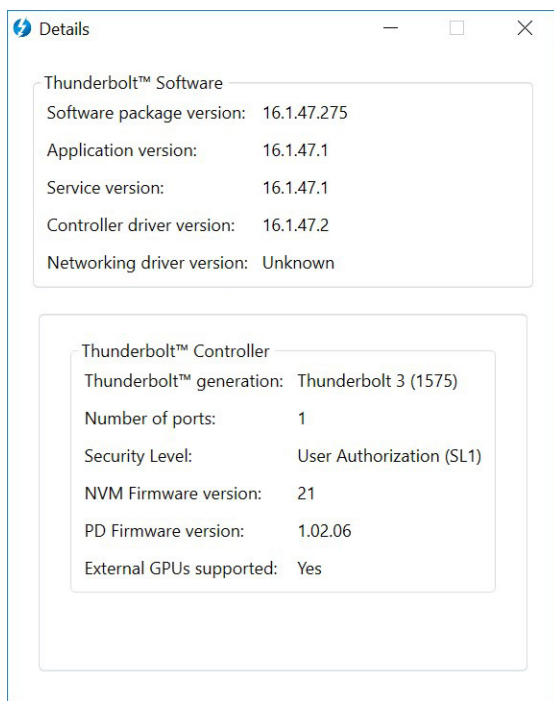 Details
Thunderbolt™ Software
Software package version: 16.1.47.275
Application version: 16.1.47.1
Service version: 16.1.47.1
Controller driver version: 16.1.47.2
Networking driver version: Unknown
Thunderbolt™ Controller
Thunderbolt™ generation: Thunderbolt 3 (1575)
Number of ports: 1
Security Level: User Authorization (SL1)
NVM Firmware version: 21
PD Firmware version: 1.02.06
External GPUs supported: Yes